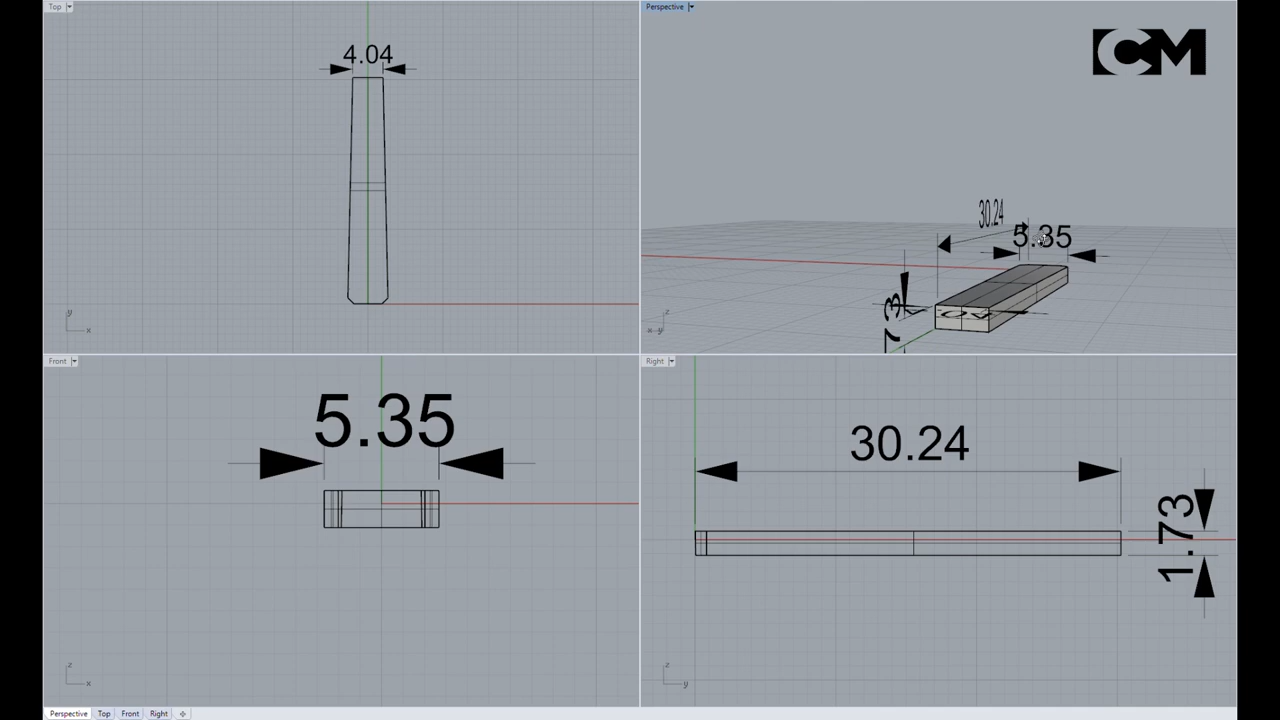 Top
4.04
y
x
Perspective
CM
30.24
5.35
z
x y
Front
5.35
z
x
Right
30.24
1.73
z
y
Perspective Top Front Right